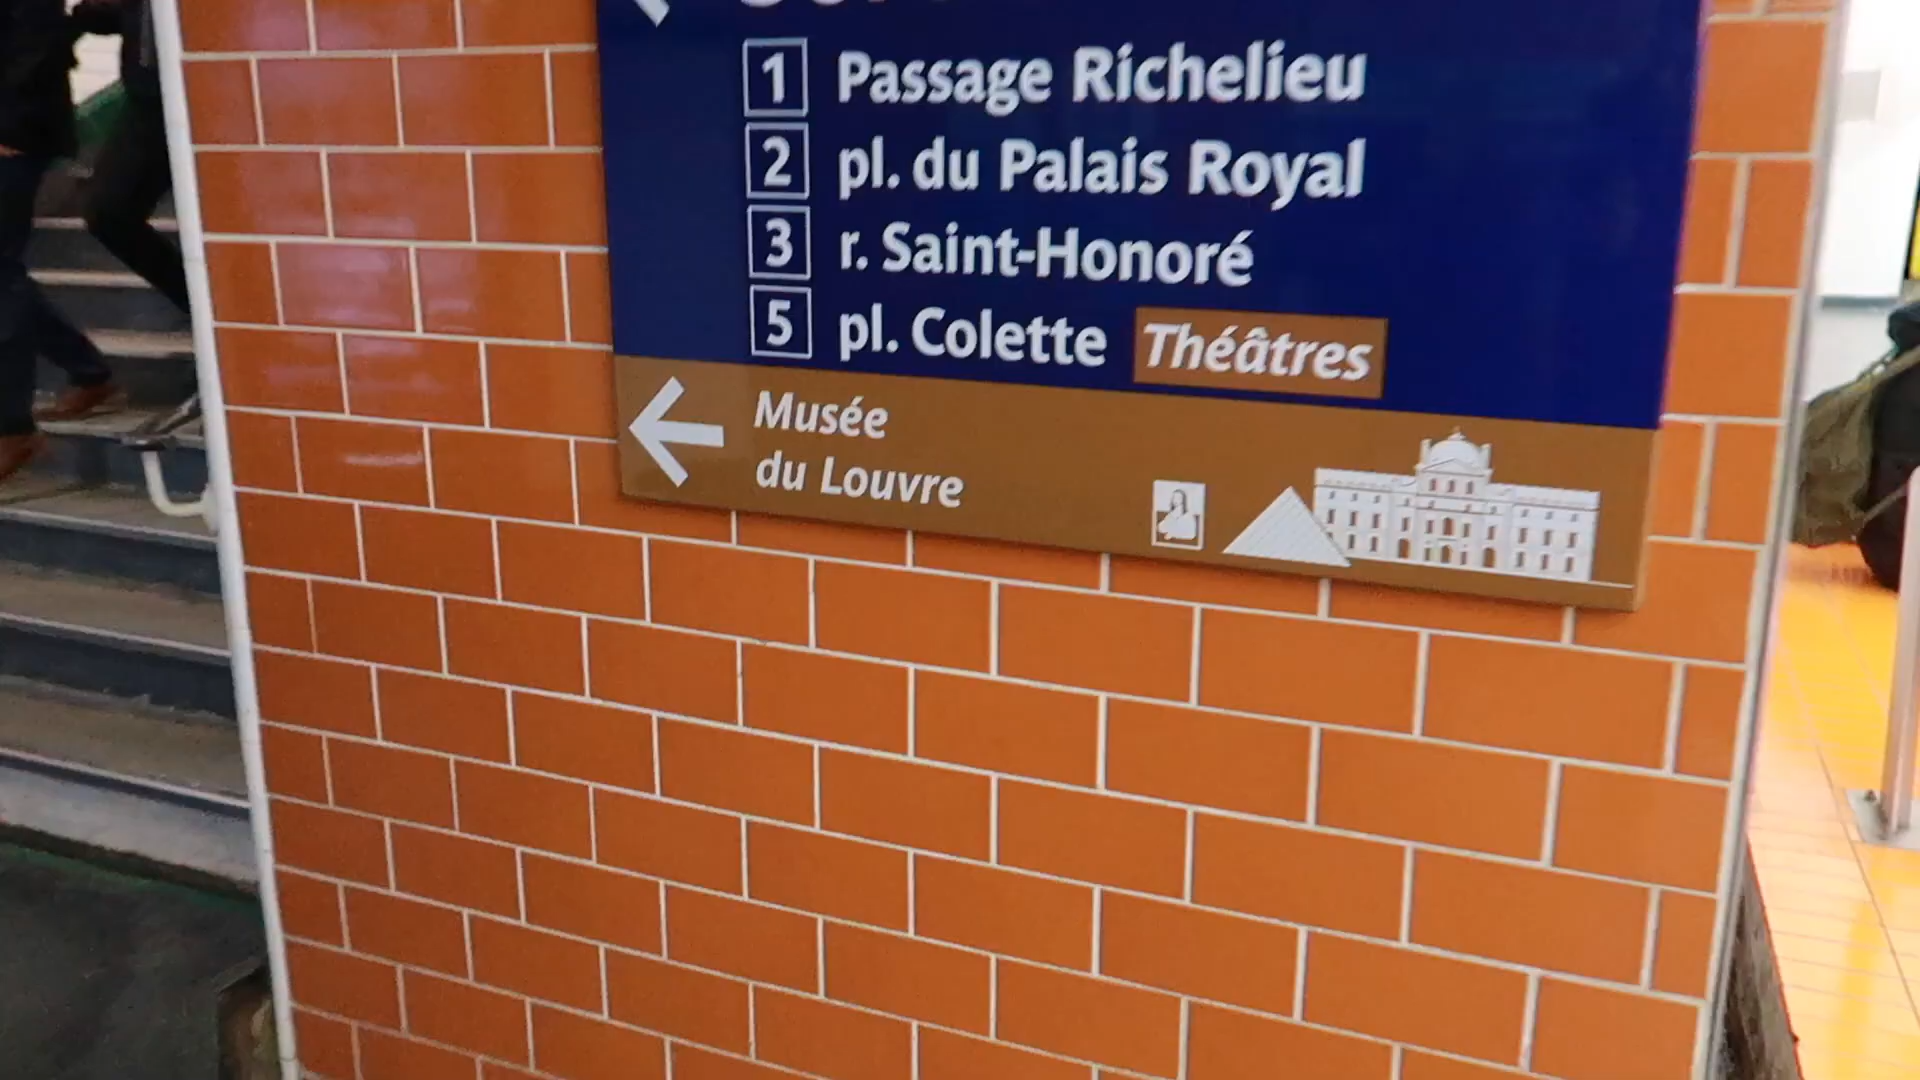 1 Passage Richelieu
2 pl. du Palais Royal
3 r. Saint-Honoré
5 pl. Colette Théâtres
Musée
du Louvre